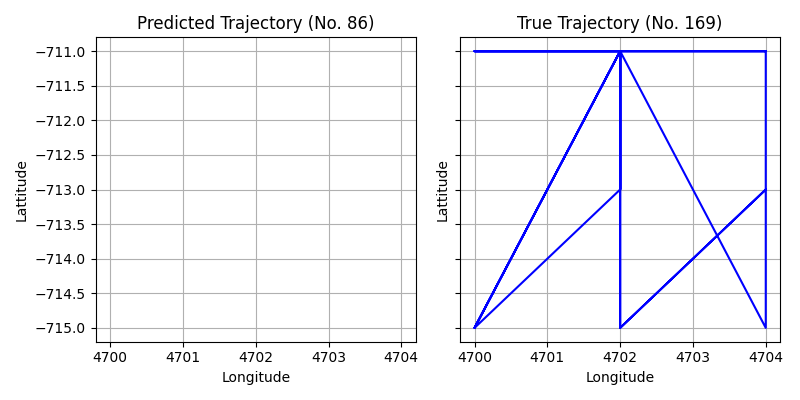 Predicted Trajectory (No. 86)
True Trajectory (No. 169)
Lattitude
−711.0
−711.5
−712.0
−712.5
−713.0
−713.5
−714.0
−714.5
−715.0
4700 4701 4702 4703 4704
Longitude
Lattitude
4700 4701 4702 4703 4704
Longitude